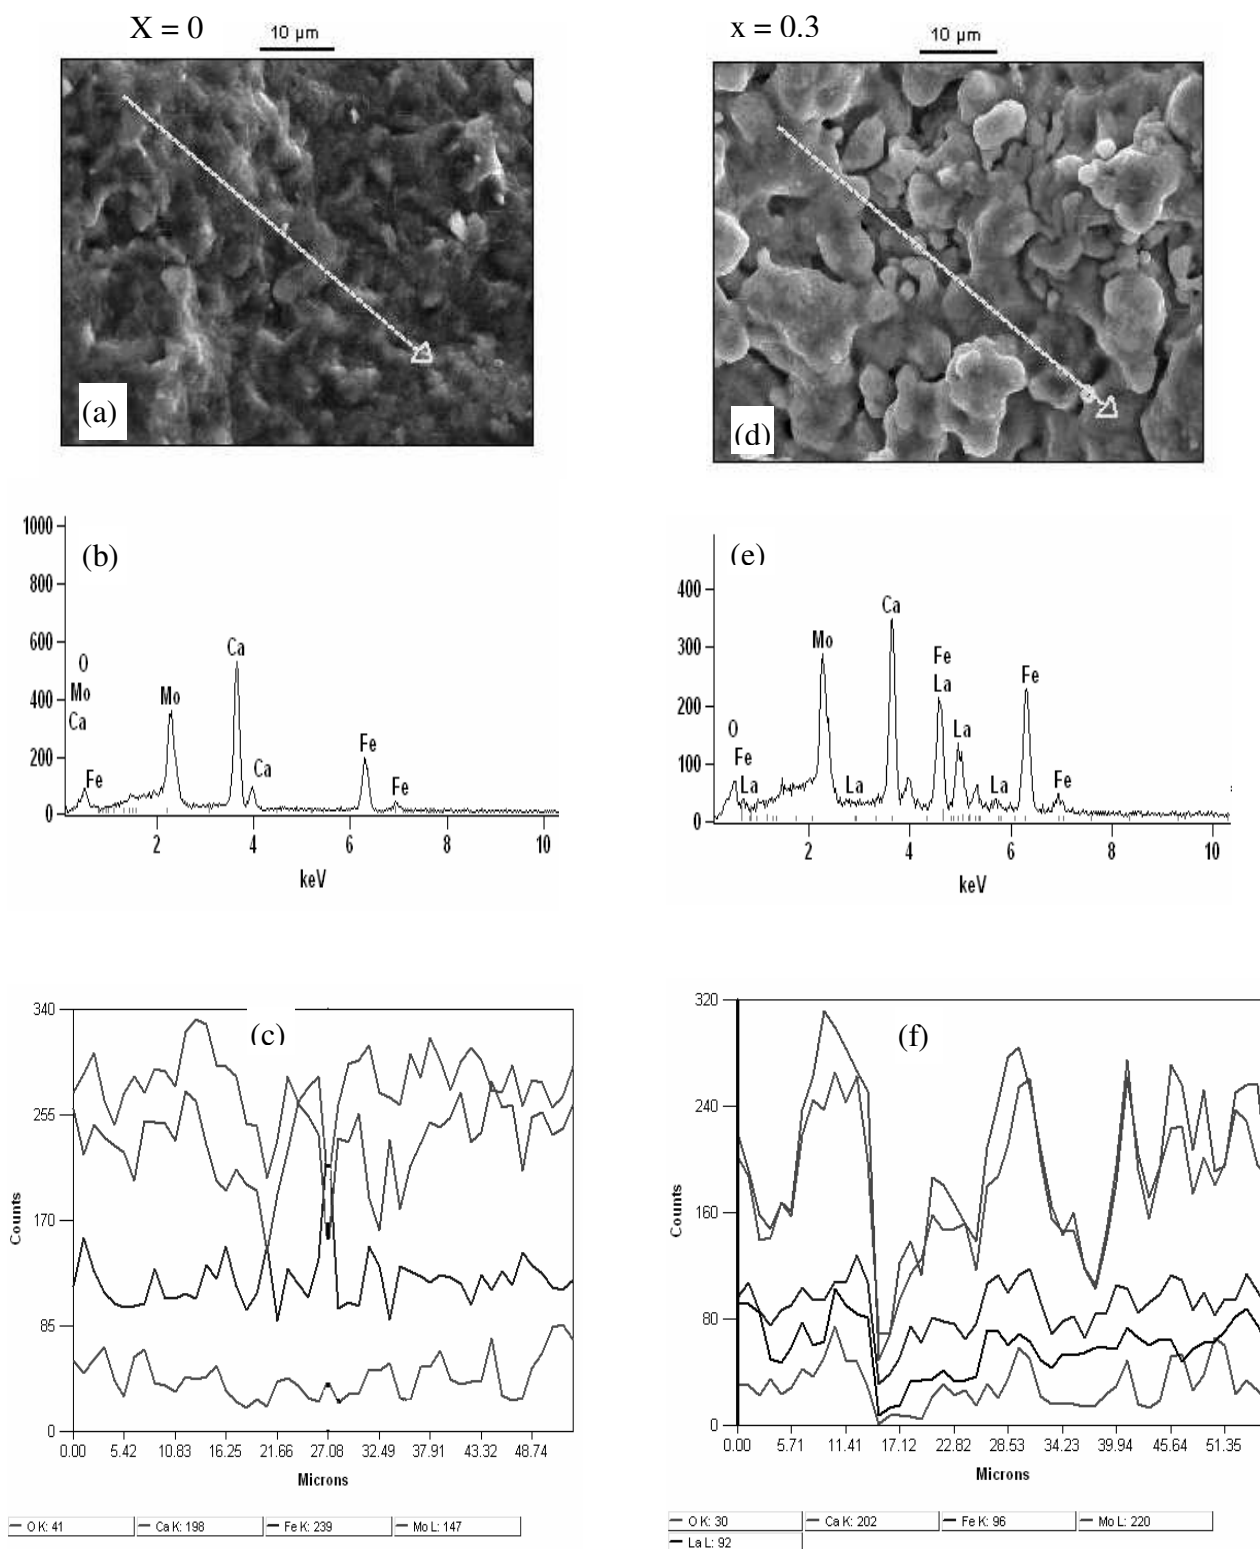 X = 0
10 µm
x = 0.3
10 µm
(a)
(d)
1000
800
600
400
200
0
(b)
O
Mo
Ca
Fe
Mo
Ca
Ca
Fe
Fe
2
4
6
8
10
keV
400
300
200
100
0
(e)
O
Fe
La
Mo
La
Ca
Fe
La
La
La
Fe
Fe
2
4
6
8
10
keV
340
255
170
85
0
Counts
(c)
0.00 5.42 10.83 16.25 21.66 27.08 32.49 37.91 43.32 48.74
Microns
O K: 41 Ca K: 198 Fe K: 239 Mo L: 147
320
240
160
80
0
Counts
(f)
0.00 5.71 11.41 17.12 22.82 28.53 34.23 39.94 45.64 51.35
Microns
O K: 30 Ca K: 202 Fe K: 96 Mo L: 220
La L: 92